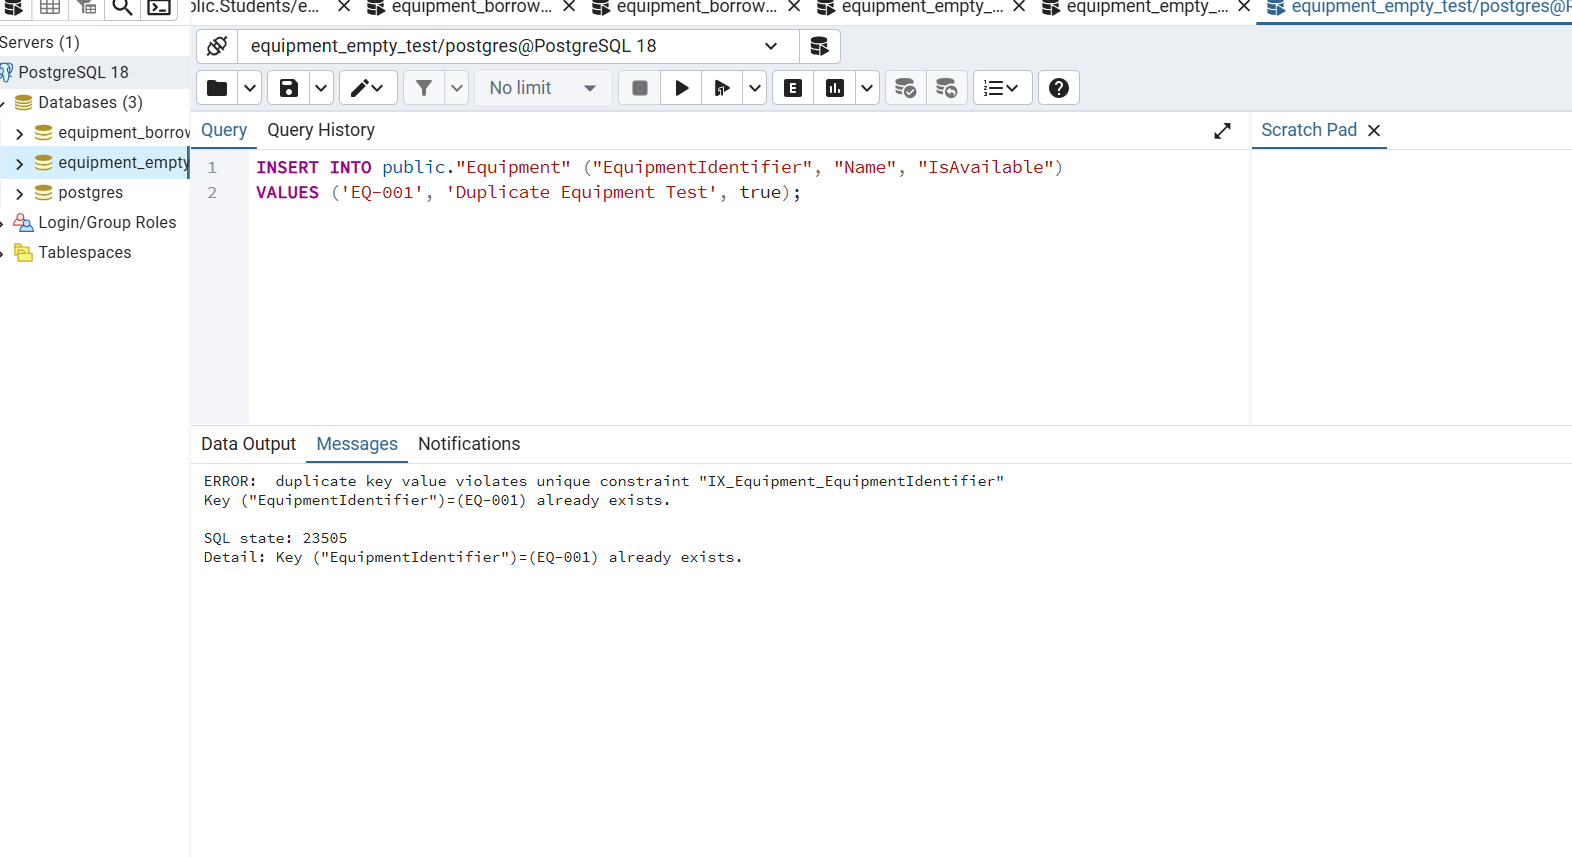 plic.Students/e...
equipment_borrow...
equipment_borrow...
equipment_empty_...
equipment_empty_...
equipment_empty_test/postgres@P
Servers (1)
PostgreSQL 18
Databases (3)
equipment_borrow
equipment_empty
postgres
Login/Group Roles
Tablespaces
equipment_empty_test/postgres@PostgreSQL 18
No limit
E
Query
Query History
Scratch Pad
1 INSERT INTO public."Equipment" ("EquipmentIdentifier", "Name", "IsAvailable")
2 VALUES ('EQ-001', 'Duplicate Equipment Test', true);
Data Output
Messages
Notifications
ERROR:  duplicate key value violates unique constraint "IX_Equipment_EquipmentIdentifier"
Key ("EquipmentIdentifier")=(EQ-001) already exists.
SQL state: 23505
Detail: Key ("EquipmentIdentifier")=(EQ-001) already exists.